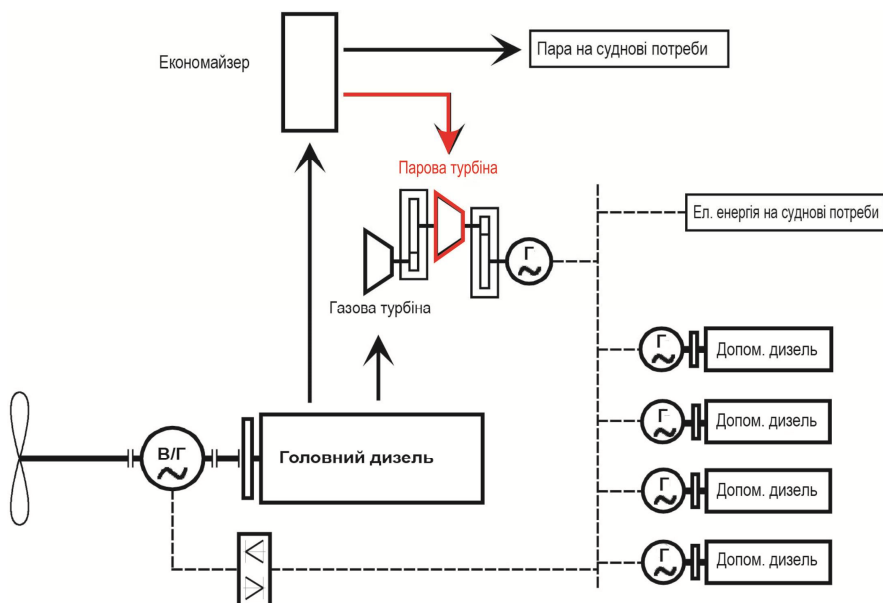 Економайзер
Пара на суднові потреби
Парова турбіна
Ел. енергія на суднові потреби
Г
Газова турбіна
Г
Допом. дизель
Г
Допом. дизель
В/Г
Головний дизель
Г
Допом. дизель
Г
Допом. дизель